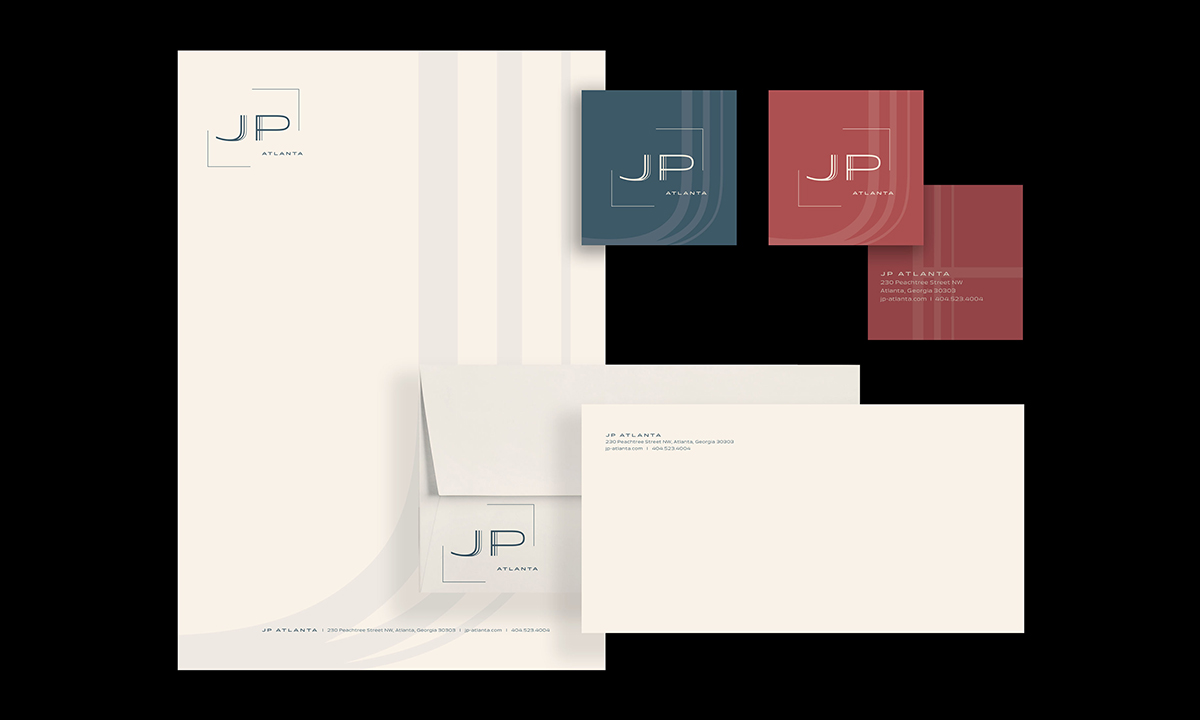 JP
ATLANTA
JP ATLANTA | 230 Peachtree Street NW, Atlanta, Georgia 30303 | jp-atlanta.com | 404.523.4004
JP
ATLANTA
JP
ATLANTA
JP ATLANTA
230 Peachtree Street NW
Atlanta, Georgia 30303
jp-atlanta.com | 404.523.4004
JP
ATLANTA
JP ATLANTA
230 Peachtree Street NW, Atlanta, Georgia 30303
jp-atlanta.com | 404.523.4004